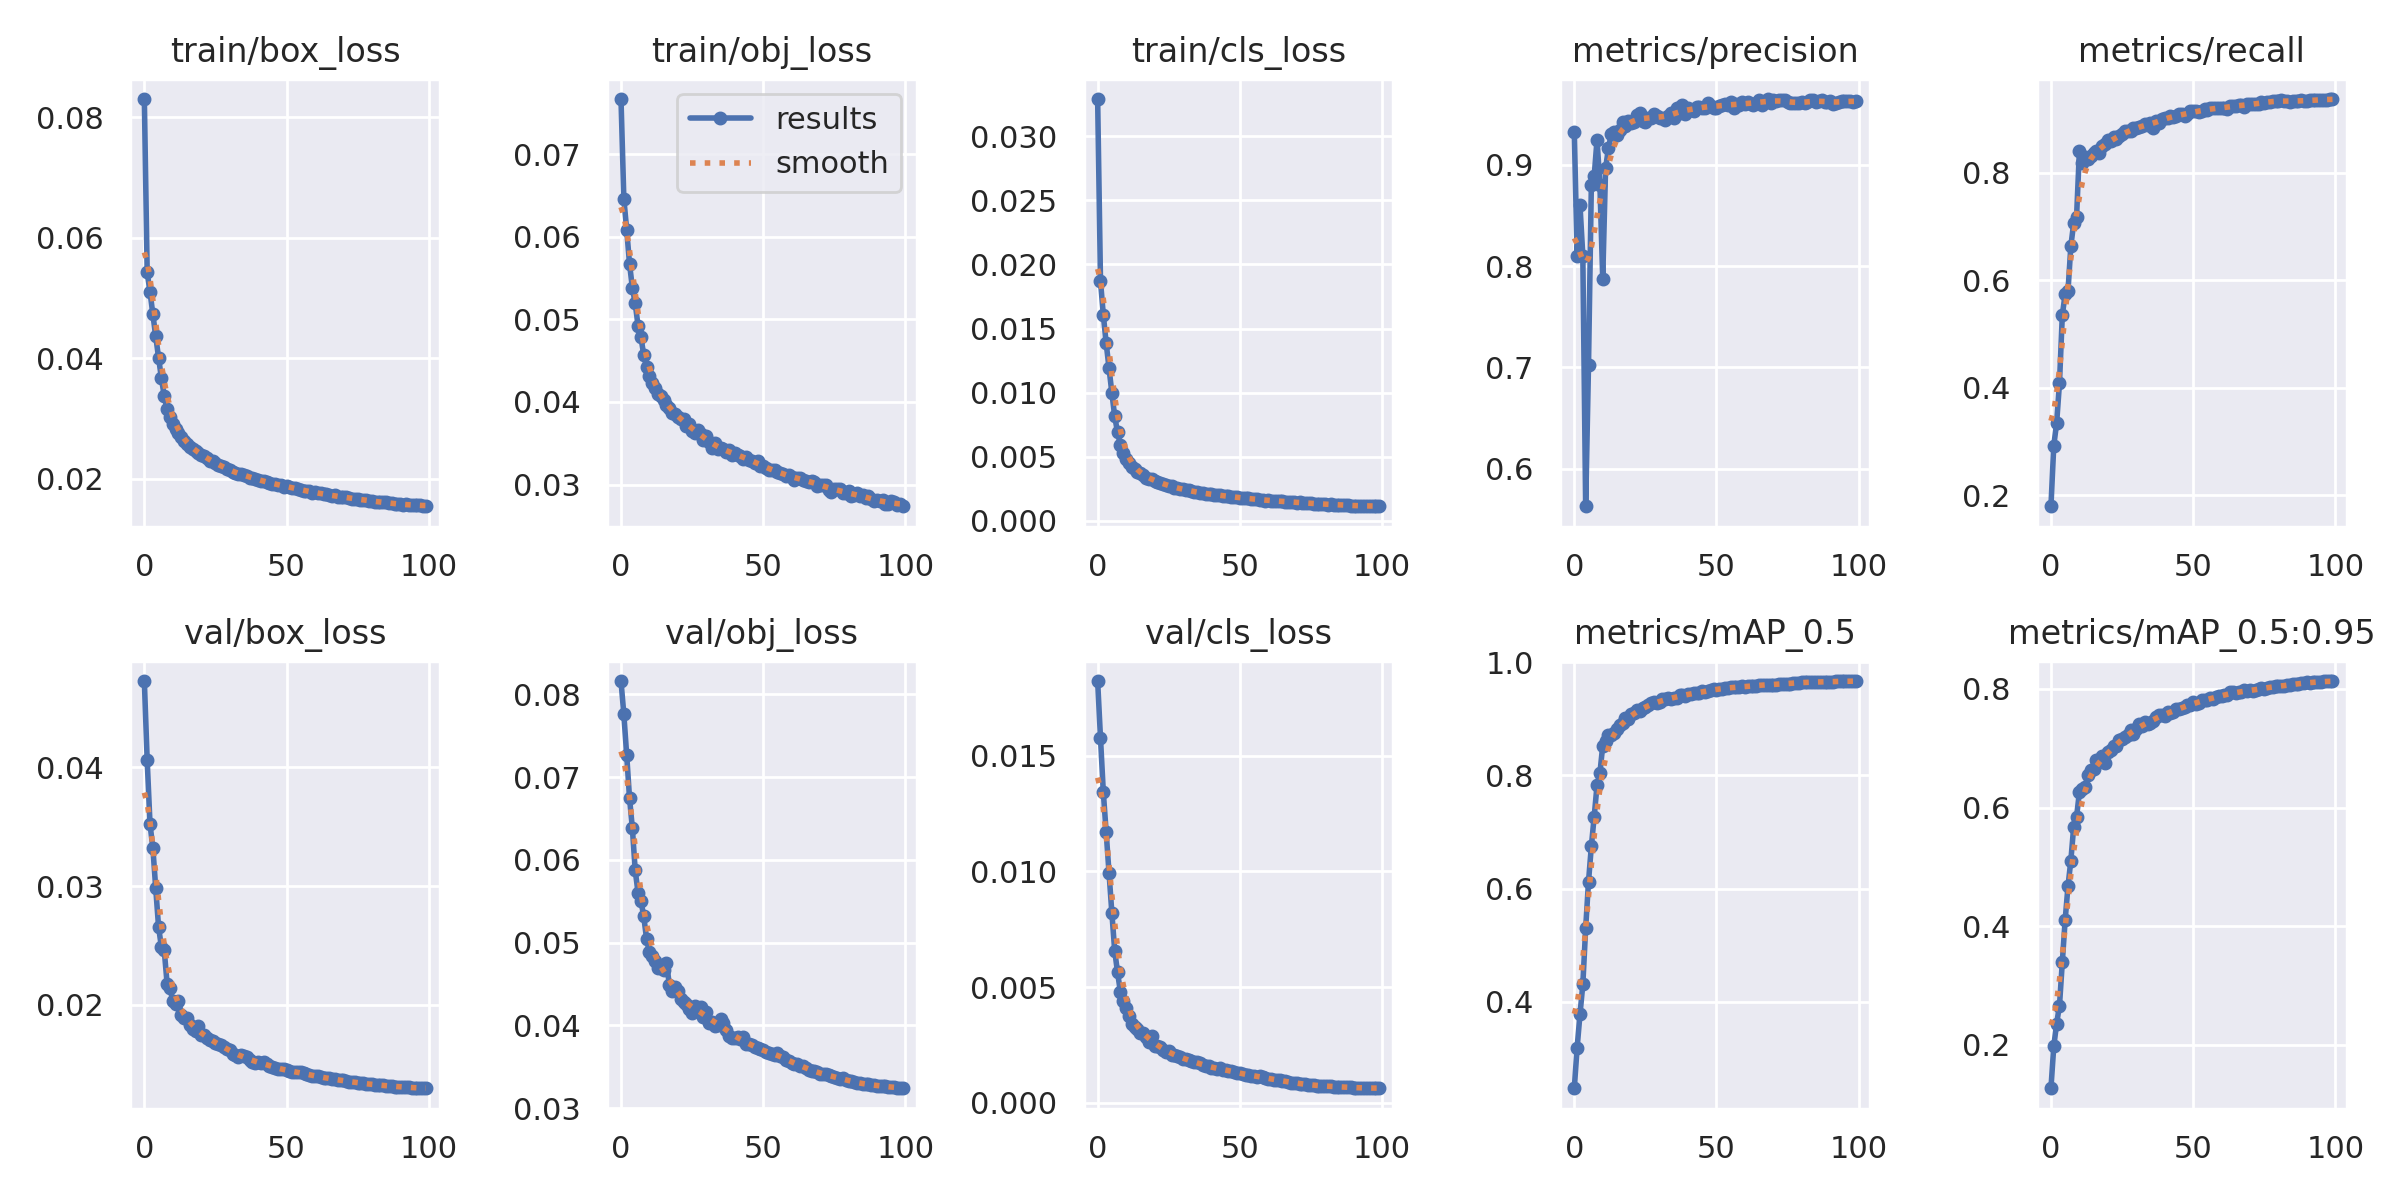 train/box_loss
0.08
0.06
0.04
0.02
0 50 100
train/obj_loss
results
smooth
0.07
0.06
0.05
0.04
0.03
0 50 100
train/cls_loss
0.030
0.025
0.020
0.015
0.010
0.005
0.000
0 50 100
metrics/precision
0.9
0.8
0.7
0.6
0 50 100
metrics/recall
0.8
0.6
0.4
0.2
0 50 100
val/box_loss
0.04
0.03
0.02
0 50 100
val/obj_loss
0.08
0.07
0.06
0.05
0.04
0.03
0 50 100
val/cls_loss
0.015
0.010
0.005
0.000
0 50 100
metrics/mAP_0.5
1.0
0.8
0.6
0.4
0 50 100
metrics/mAP_0.5:0.95
0.8
0.6
0.4
0.2
0 50 100